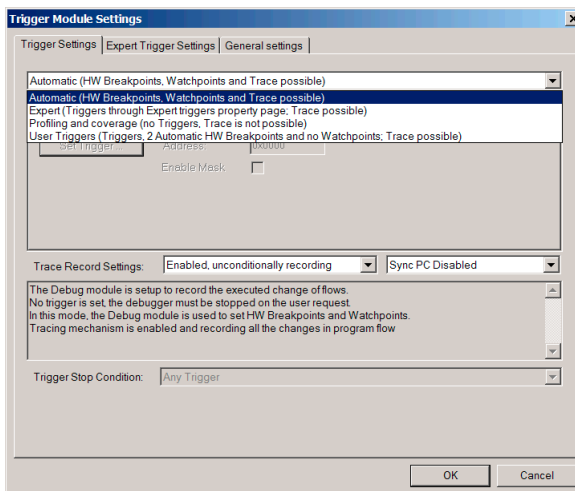 Trigger Module Settings
Trigger Settings Expert Trigger Settings General settings
Automatic (HW Breakpoints, Watchpoints and Trace possible)
Automatic (HW Breakpoints, Watchpoints and Trace possible)
Expert (Triggers through Expert triggers property page; Trace possible)
Profiling and coverage (no Triggers, Trace is not possible)
User Triggers (Triggers, 2 Automatic HW Breakpoints and no Watchpoints; Trace possible)
Set Trigger... Address: 0x0000
Enable Mask
Trace Record Settings: Enabled, unconditionally recording Sync PC Disabled
The Debug module is setup to record the executed change of flows.
No trigger is set, the debugger must be stopped on the user request.
In this mode, the Debug module is used to set HW Breakpoints and Watchpoints.
Tracing mechanism is enabled and recording all the changes in program flow
Trigger Stop Condition: Any Trigger
OK Cancel